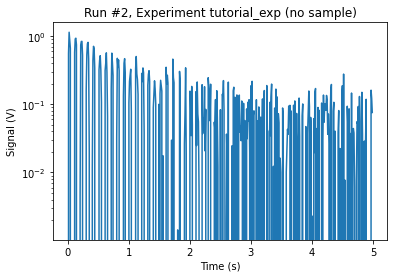 Run #2, Experiment tutorial_exp (no sample)
10⁰
10⁻¹
10⁻²
Signal (V)
0 1 2 3 4 5
Time (s)